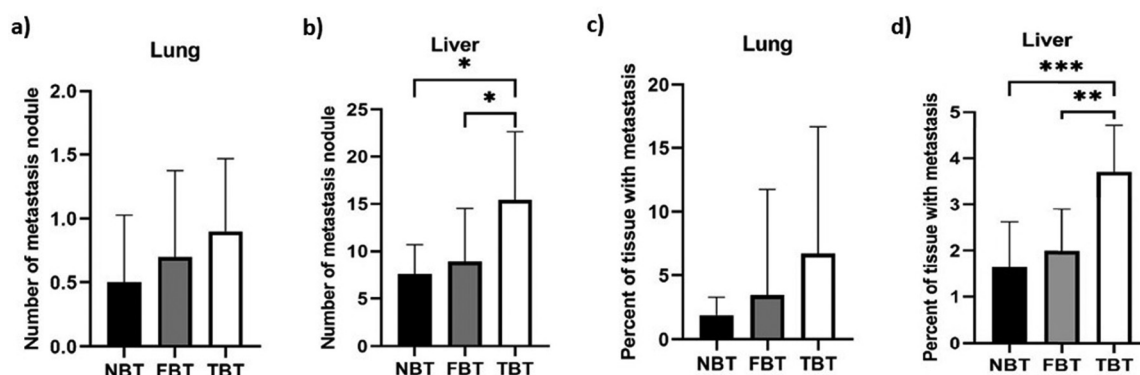 a)
Lung
Number of metastasis nodule
2.0
1.5
1.0
0.5
0.0
NBT FBT TBT
b)
Liver
*
*
Number of metastasis nodule
25
20
15
10
5
0
NBT FBT TBT
c)
Lung
Percent of tissue with metastasis
20
15
10
5
0
NBT FBT TBT
d)
Liver
***
**
Percent of tissue with metastasis
5
4
3
2
1
0
NBT FBT TBT